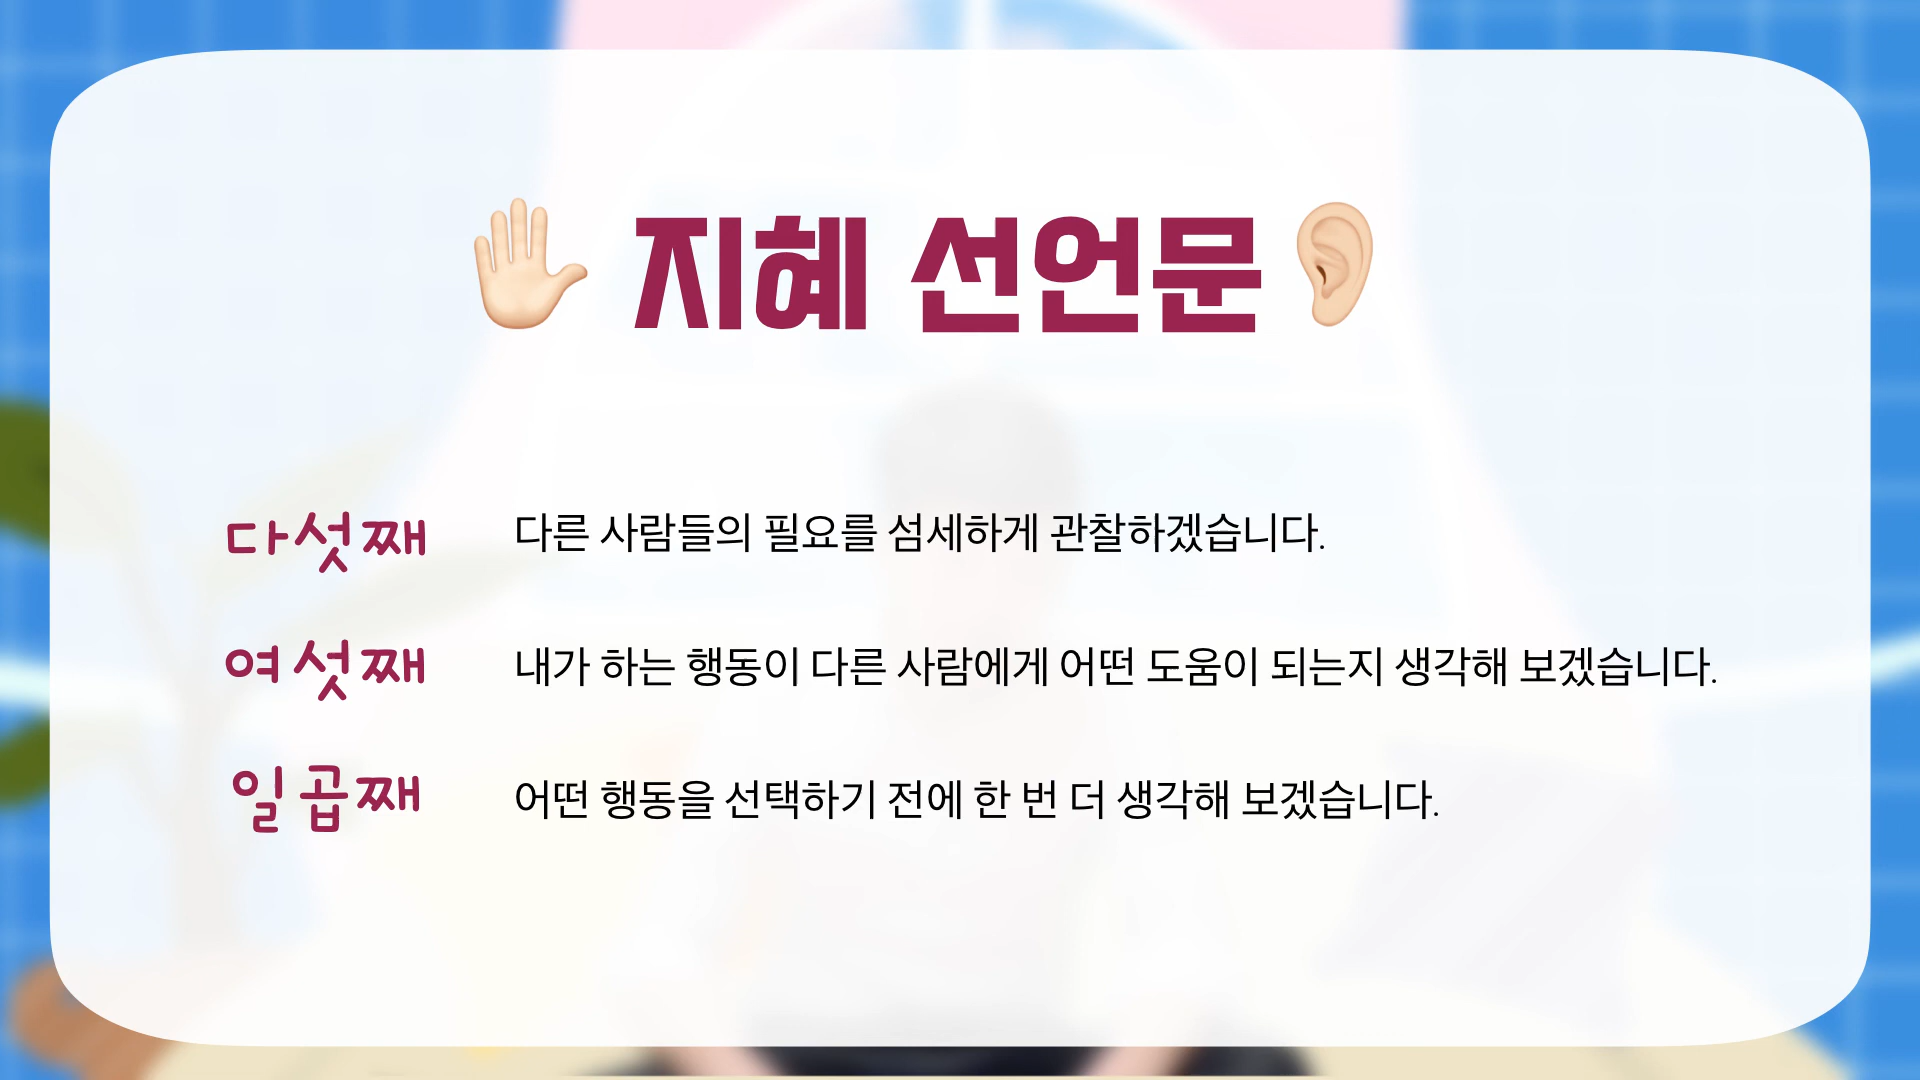 지혜 선언문
다섯째 다른 사람들의 필요를 섬세하게 관찰하겠습니다.
여섯째 내가 하는 행동이 다른 사람에게 어떤 도움이 되는지 생각해 보겠습니다.
일곱째 어떤 행동을 선택하기 전에 한 번 더 생각해 보겠습니다.